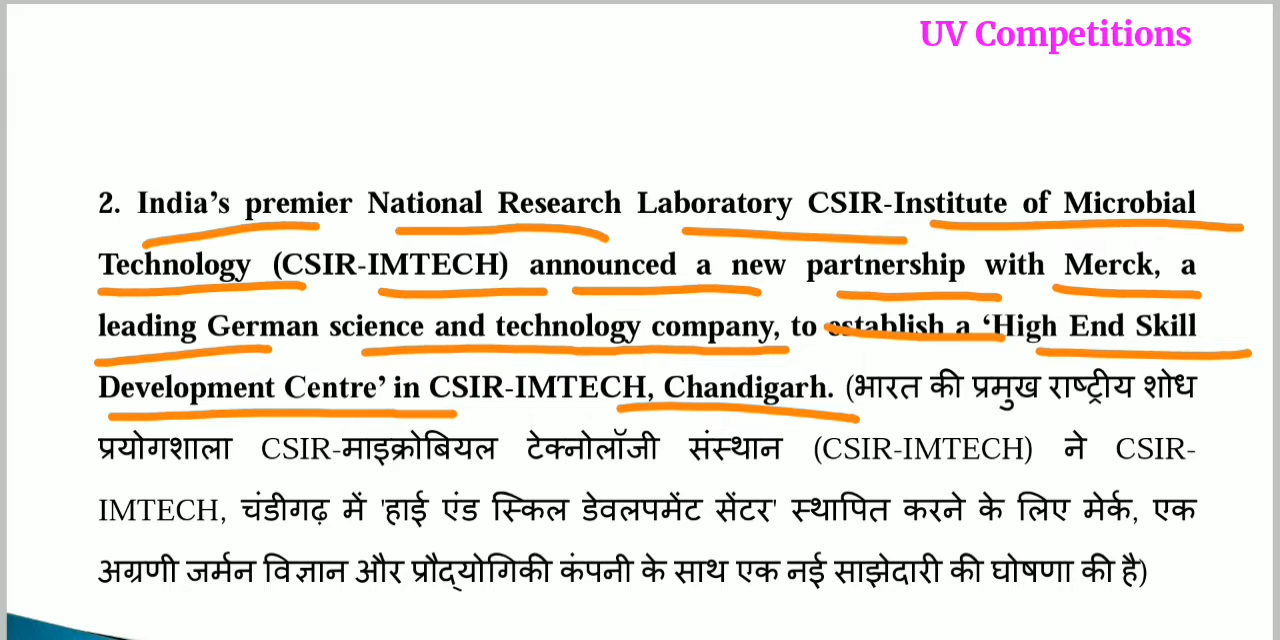 UV Competitions
2. India’s premier National Research Laboratory CSIR-Institute of Microbial
Technology (CSIR-IMTECH) announced a new partnership with Merck, a
leading German science and technology company, to establish a ‘High End Skill
Development Centre’ in CSIR-IMTECH, Chandigarh. (भारत की प्रमुख राष्ट्रीय शोध
प्रयोगशाला CSIR-माइक्रोबियल टेक्नोलॉजी संस्थान (CSIR-IMTECH) ने CSIR-
IMTECH, चंडीगढ़ में 'हाई एंड स्किल डेवलपमेंट सेंटर' स्थापित करने के लिए मेर्क, एक
अग्रणी जर्मन विज्ञान और प्रौद्योगिकी कंपनी के साथ एक नई साझेदारी की घोषणा की है)